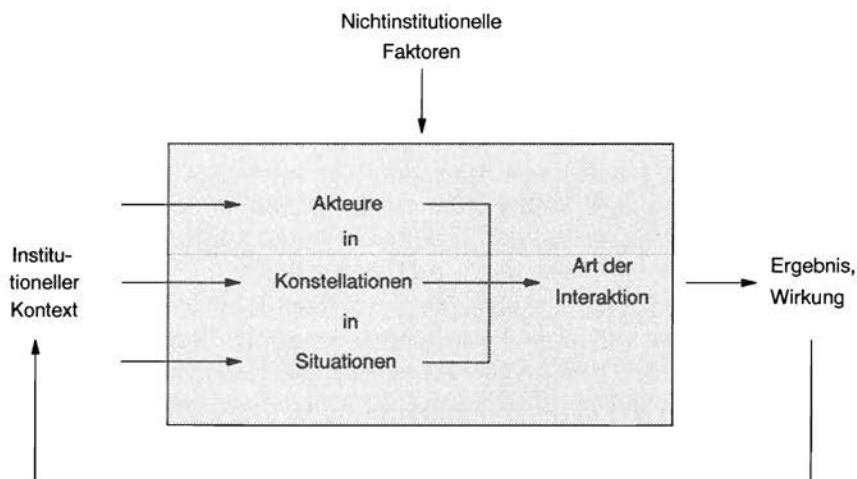 Nichtinstitutionelle
Faktoren
Akteure
in
Institu-
tioneller
Kontext
Konstellationen
in
Situationen
Art der
Interaktion
Ergebnis,
Wirkung